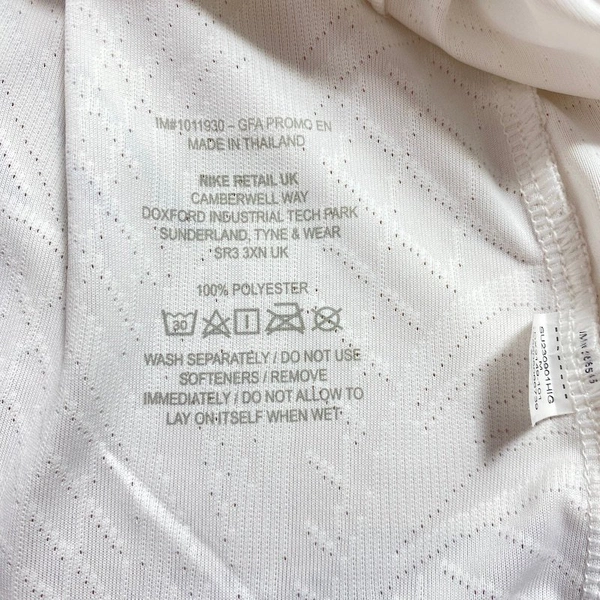 IM#1011930 – GFA PROMO EN
MADE IN THAILAND
NIKE RETAIL UK
CAMBERWELL WAY
DOXFORD INDUSTRIAL TECH PARK
SUNDERLAND, TYNE & WEAR
SR3 3XN UK
100% POLYESTER
30
WASH SEPARATELY / DO NOT USE
SOFTENERS / REMOVE
IMMEDIATELY / DO NOT ALLOW TO
LAY ON ITSELF WHEN WET
SU230901HIG